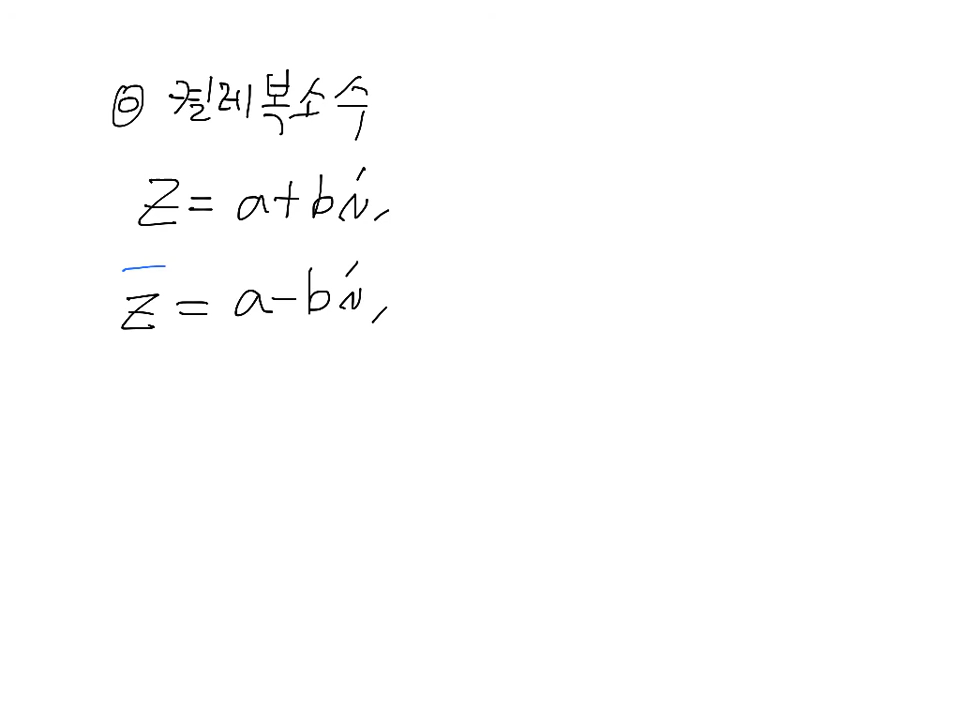 ◎ 켤레복소수
Z = a+bi,
z̅ = a-bi,